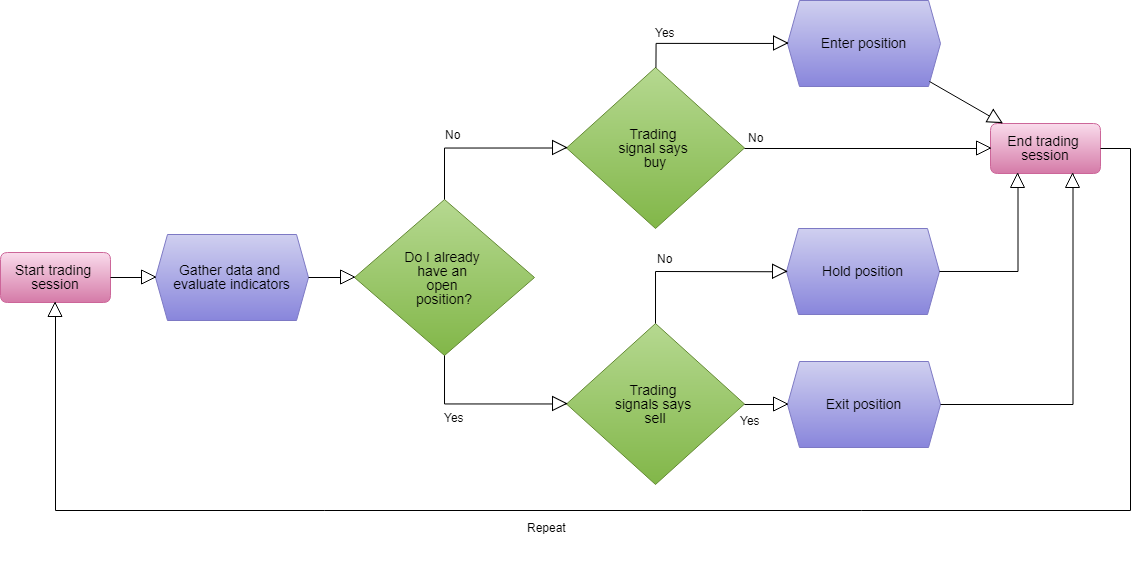 Yes
Enter position
No
Trading
signal says
buy
No
End trading
session
Start trading
session
Gather data and
evaluate indicators
Do I already
have an
open
position?
No
Hold position
Yes
Trading
signals says
sell
Yes
Exit position
Repeat